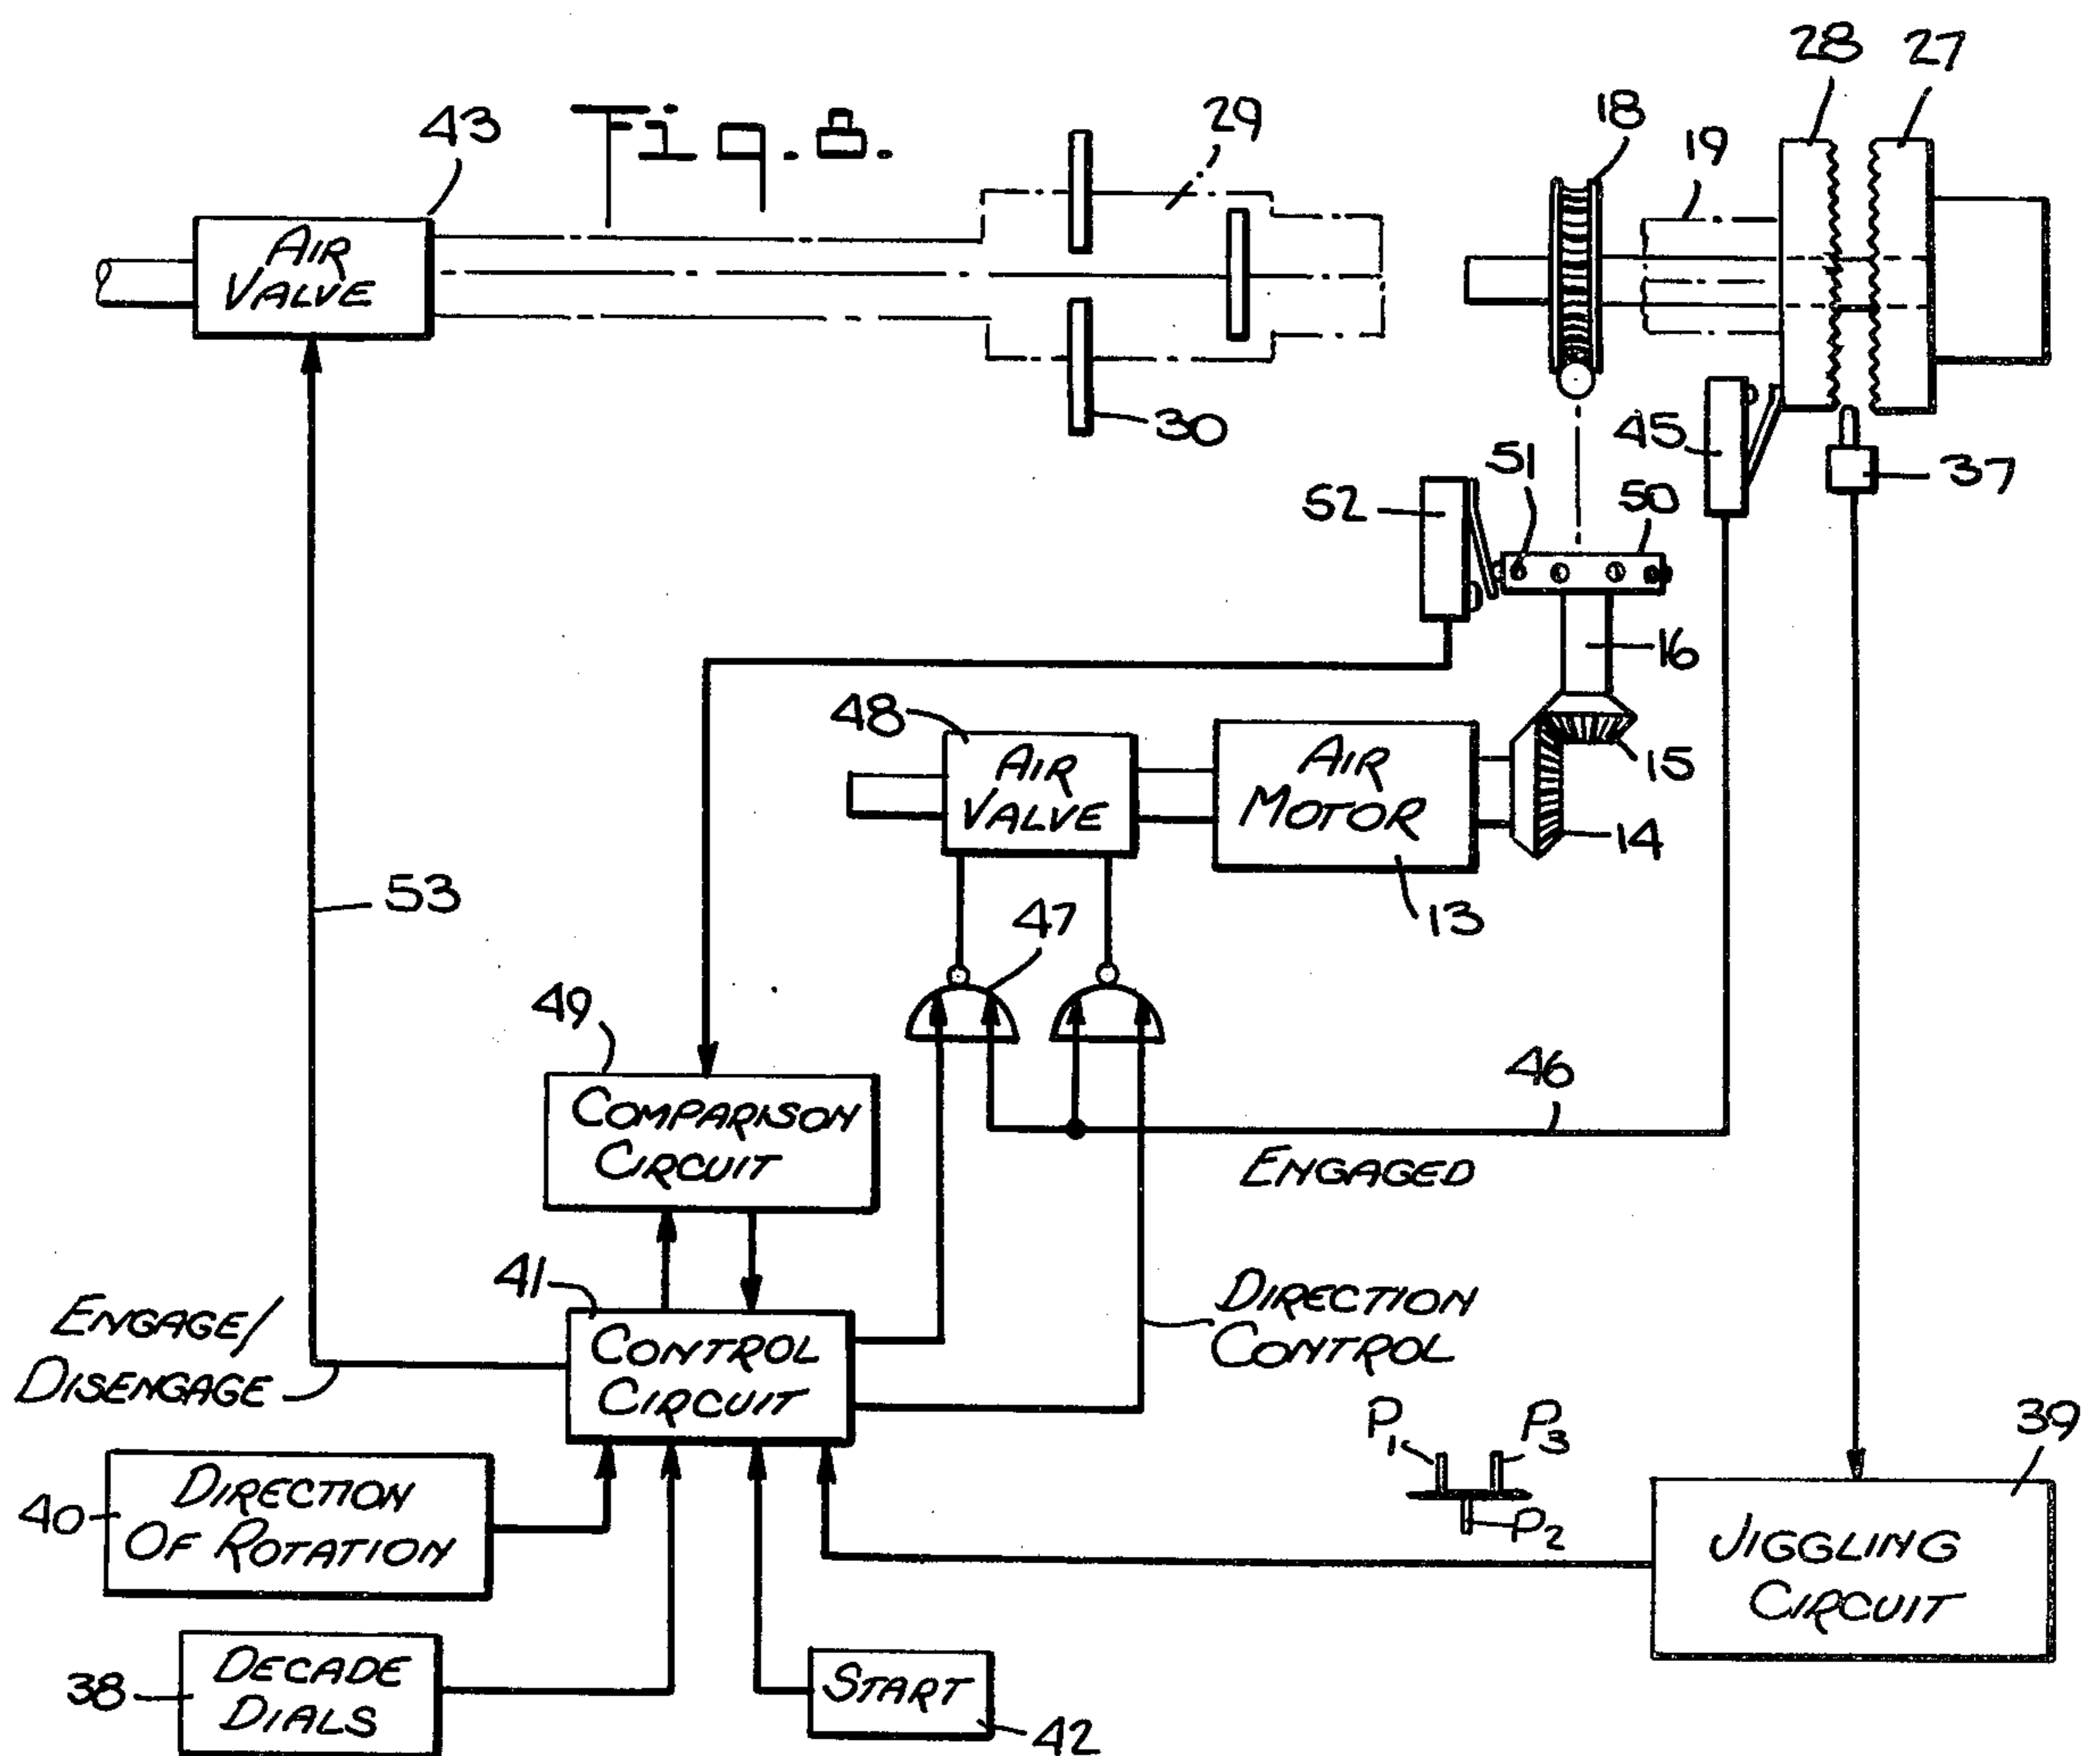 28
27
Fig. 8.
43
29
18
19
AIR
VALVE
30
45
37
51
50
52
16
48
AIR
VALVE
AIR
MOTOR
15
14
13
53
47
49
COMPARISON
CIRCUIT
46
ENGAGED
41
CONTROL
CIRCUIT
DIRECTION
CONTROL
ENGAGE/
DISENGAGE
P1
P3
P2
39
40
DIRECTION
OF ROTATION
JIGGLING
CIRCUIT
38
DECADE
DIALS
START
42